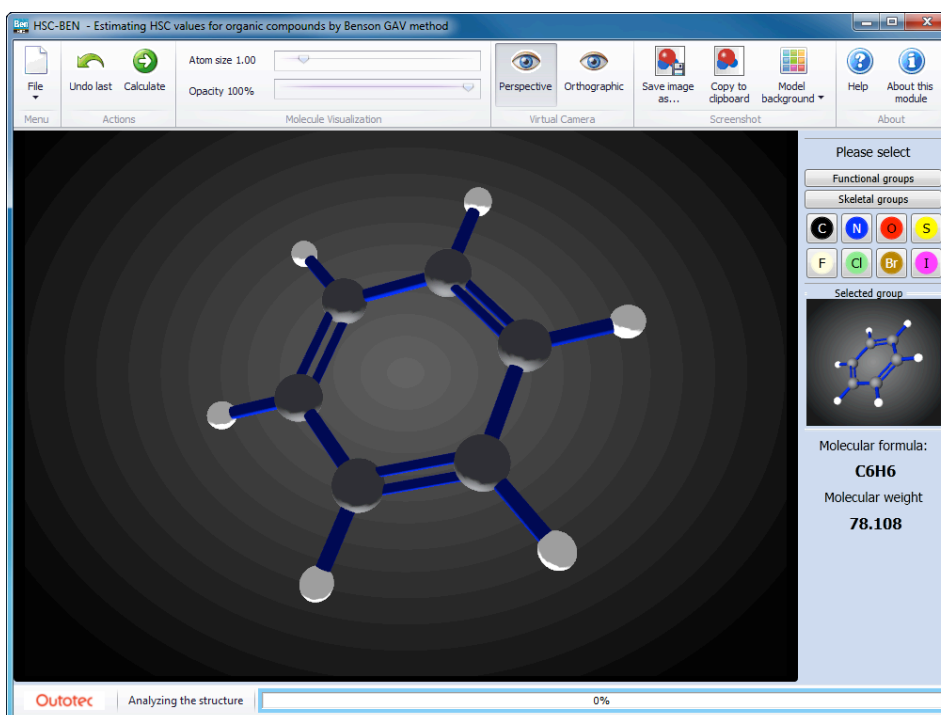 Ben
HSC-BEN - Estimating HSC values for organic compounds by Benson GAV method
File
Undo last
Calculate
Atom size 1.00
Opacity 100%
Perspective
Orthographic
Save image as...
Copy to clipboard
Model background
Help
About this module
Menu
Actions
Molecule Visualization
Virtual Camera
Screenshot
About
Please select
Functional groups
Skeletal groups
C N O S
F Cl Br I
Selected group
Molecular formula:
C6H6
Molecular weight
78.108
Outotec
Analyzing the structure
0%